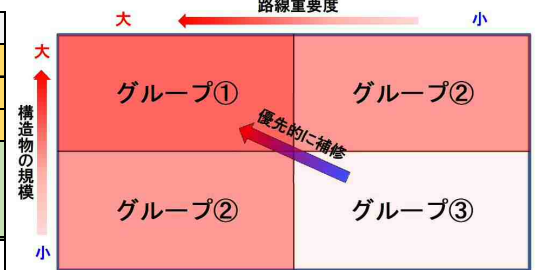 路線重要度
大
小
大
グループ①
グループ②
優先的に補修
構造物の規模
グループ②
グループ③
小